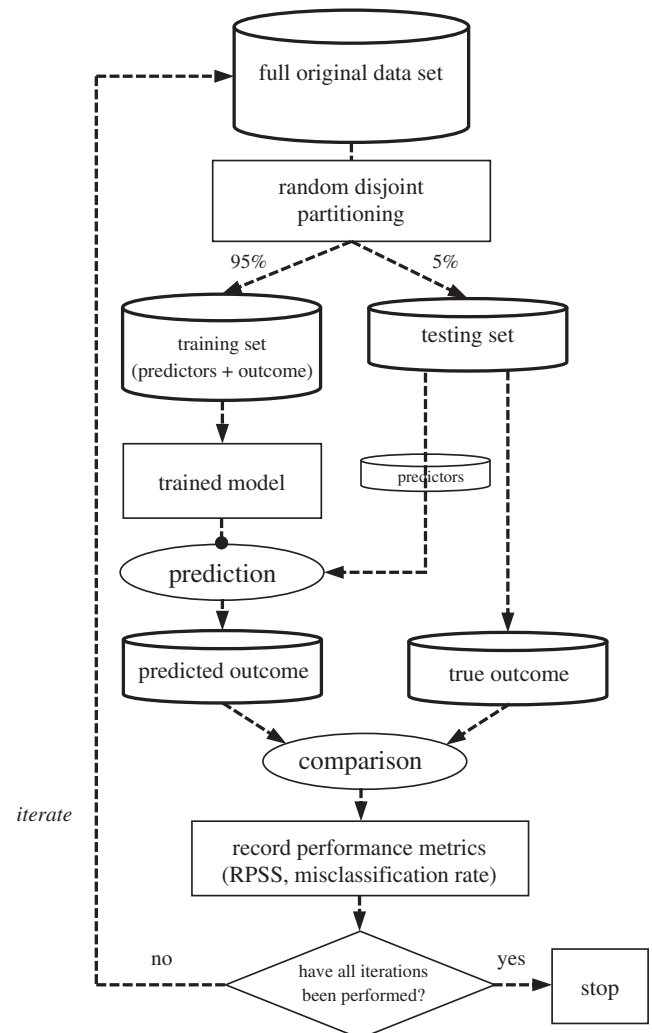 full original data set
random disjoint
partitioning
95%
5%
training set
(predictors + outcome)
testing set
trained model
predictors
prediction
predicted outcome
true outcome
comparison
iterate
record performance metrics
(RPSS, misclassification rate)
no
have all iterations
been performed?
yes
stop